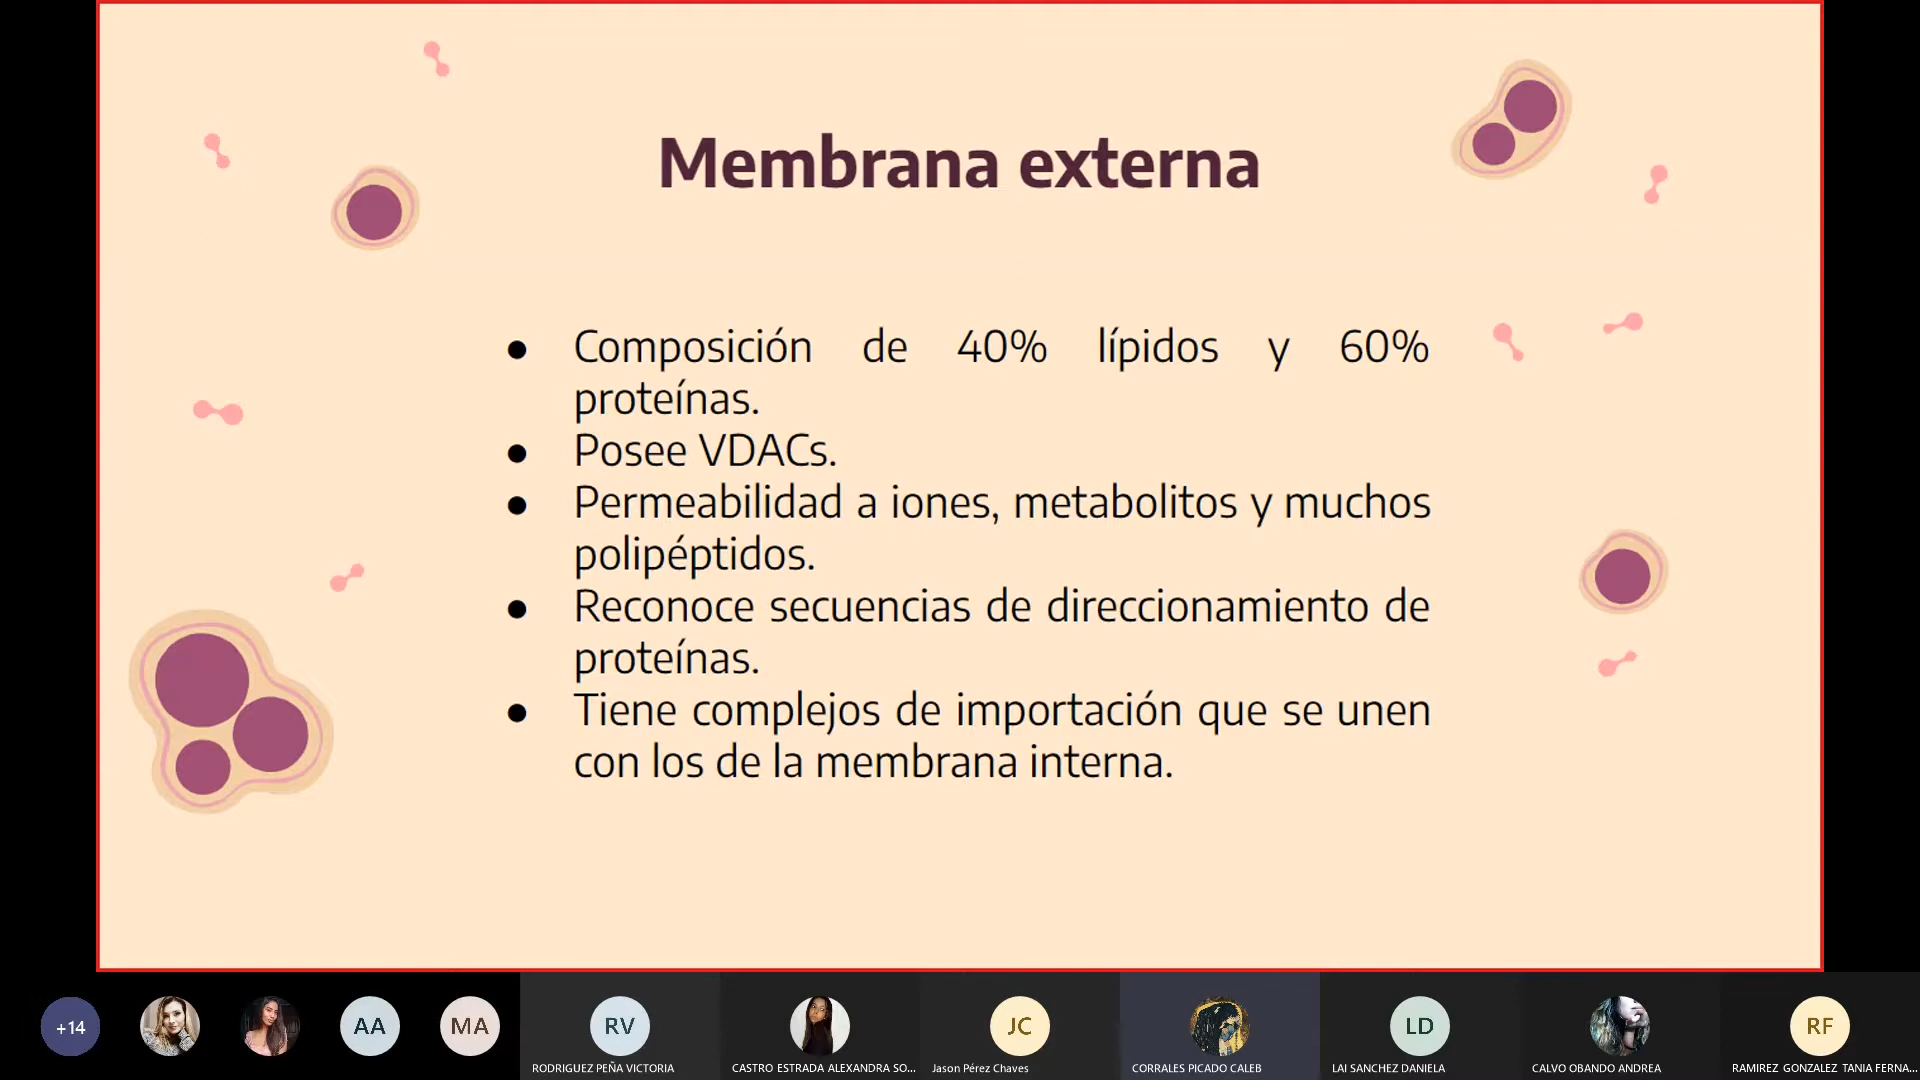 Membrana externa
● Composición de 40% lípidos y 60%
proteínas.
● Posee VDACs.
● Permeabilidad a iones, metabolitos y muchos
polipéptidos.
● Reconoce secuencias de direccionamiento de
proteínas.
● Tiene complejos de importación que se unen
con los de la membrana interna.
+14
AA
MA
RV
JC
LD
RF
RODRIGUEZ PEÑA VICTORIA
CASTRO ESTRADA ALEXANDRA SO...
Jason Pérez Chaves
CORRALES PICADO CALEB
LAI SANCHEZ DANIELA
CALVO OBANDO ANDREA
RAMIREZ GONZALEZ TANIA FERNA...